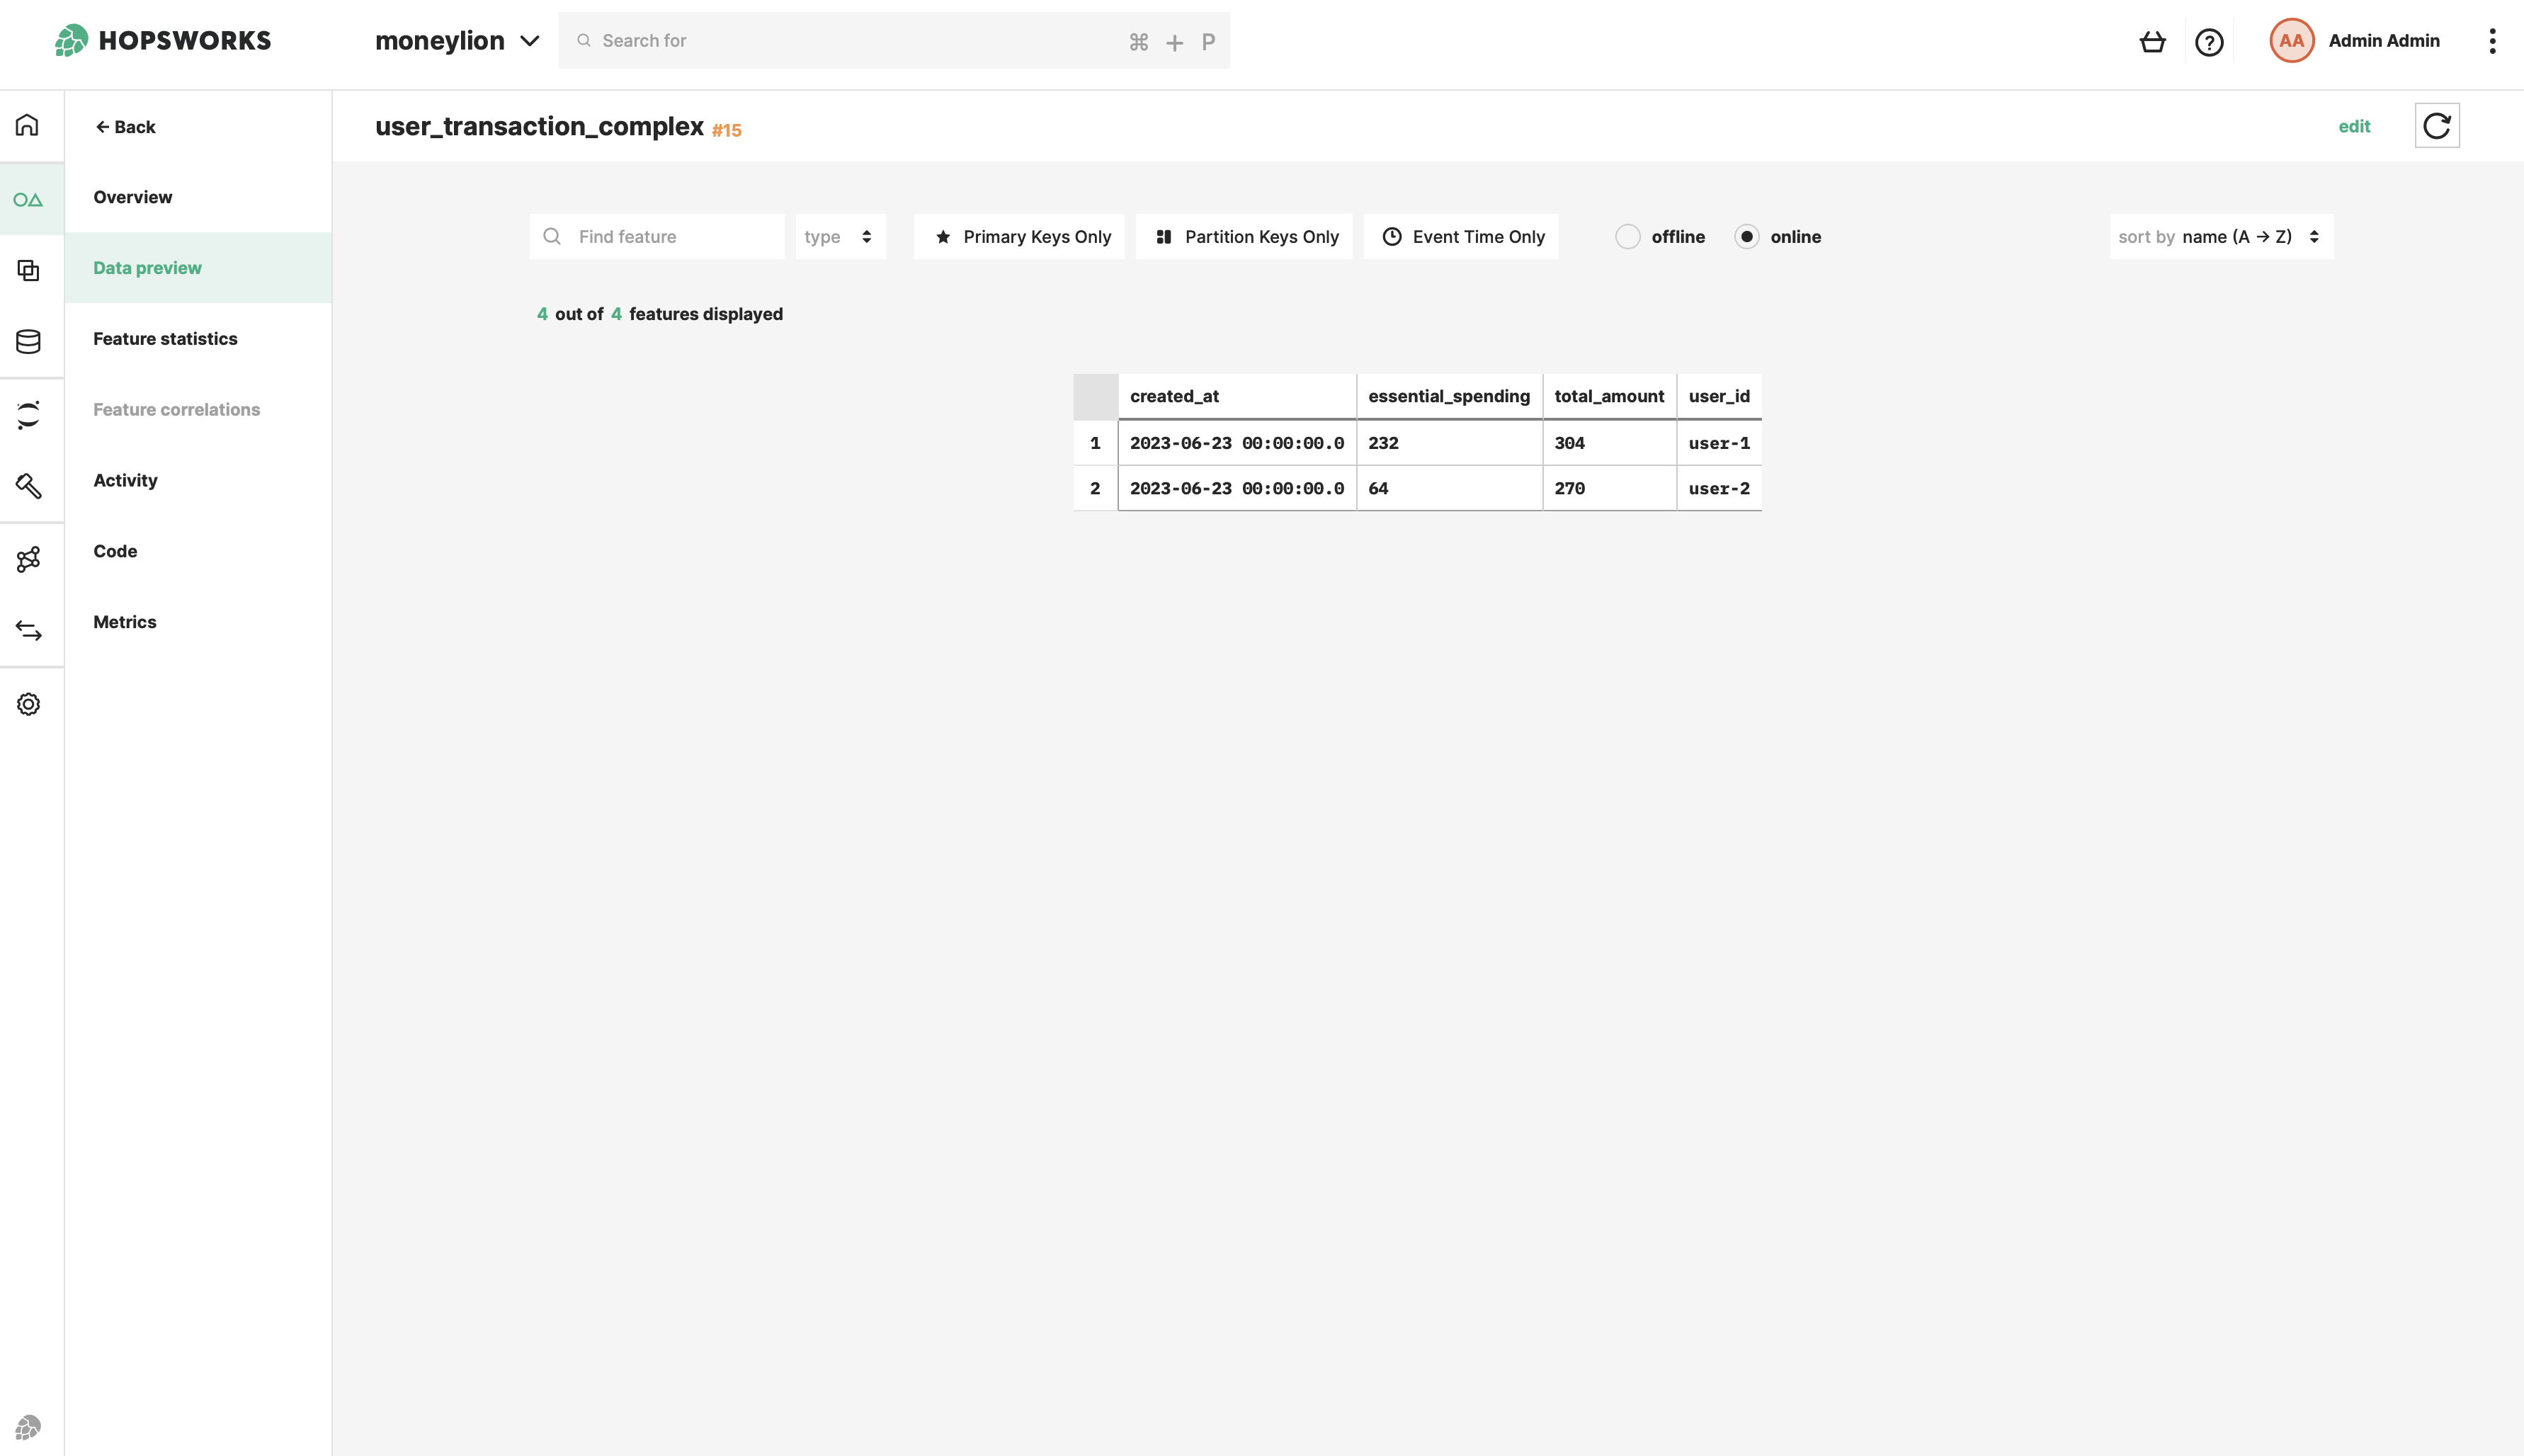 HOPSWORKS
moneylion
Search for
⌘ + P
?
AA
Admin Admin
← Back
Overview
Data preview
Feature statistics
Feature correlations
Activity
Code
Metrics
user_transaction_complex #15
edit
Find feature
type
Primary Keys Only
Partition Keys Only
Event Time Only
offline
online
sort by name (A → Z)
4 out of 4 features displayed
created_at essential_spending total_amount user_id
1 2023-06-23 00:00:00.0 232 304 user-1
2 2023-06-23 00:00:00.0 64 270 user-2